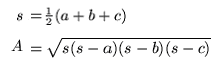 s = ½(a + b + c)
A = √s(s − a)(s − b)(s − c)